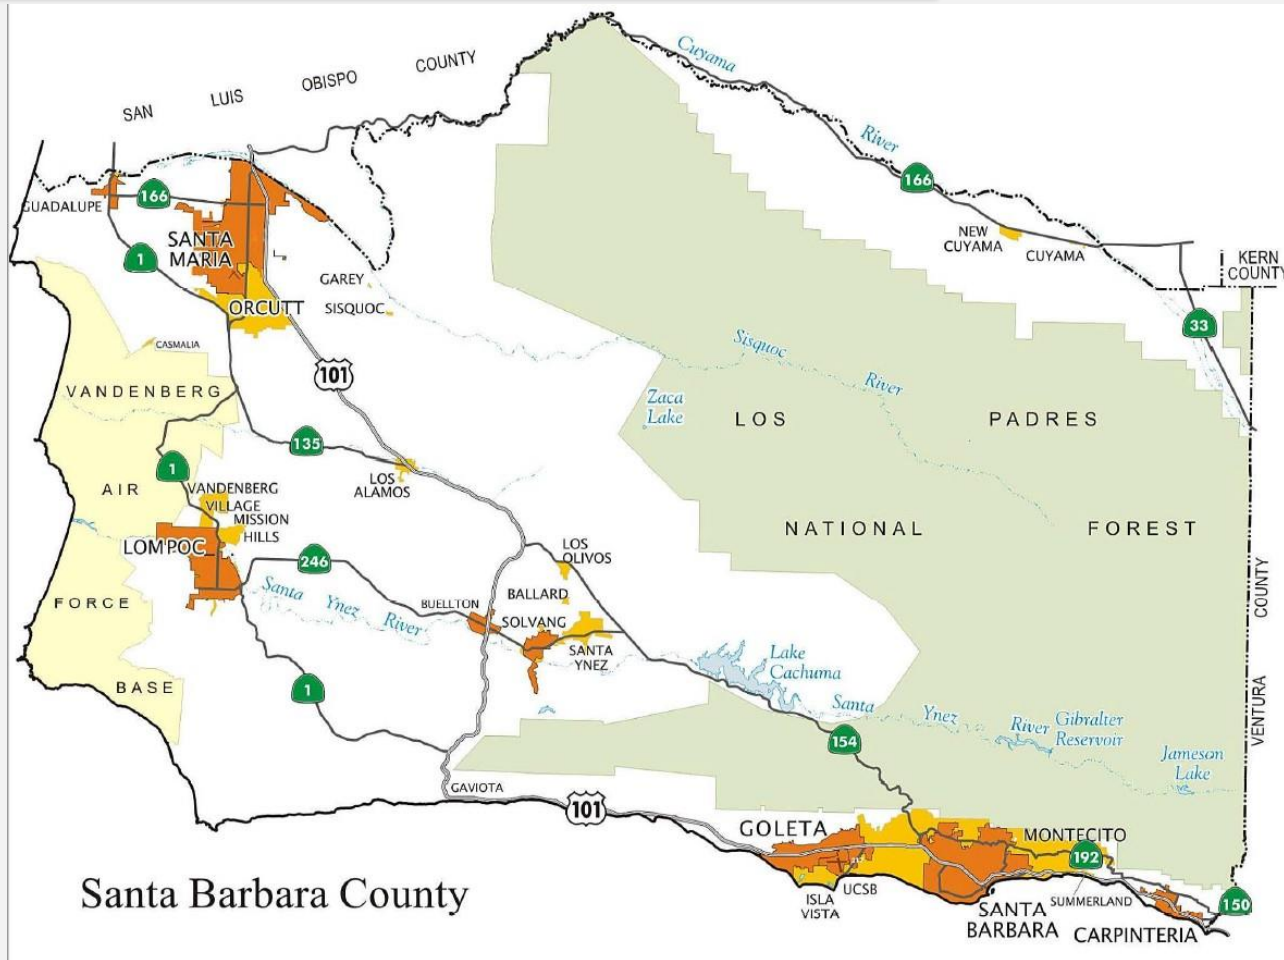 Cuyama
COUNTY
OBISPO
LUIS
SAN
River
166
166
GUADALUPE
NEW
CUYAMA
CUYAMA
SANTA
MARIA
1
KERN
COUNTY
GAREY
SISQUOC
ORCUTT
33
CASMALIA
Sisquoc
River
101
VANDENBERG
Zaca
Lake
LOS
PADRES
135
1
LOS
ALAMOS
AIR
VANDENBERG
VILLAGE
MISSION
HILLS
NATIONAL
FOREST
LOMPOC
LOS
OLIVOS
246
Santa
Ynez
River
BALLARD
BUELLTON
SOLVANG
FORCE
COUNTY
SANTA
YNEZ
Lake
Cachuma
BASE
1
Santa
Ynez
River
Gibralter
Reservoir
VENTURA
154
Jameson
Lake
GAVIOTA
101
GOLETA
MONTECITO
192
Santa Barbara County
ISLA
VISTA
UCSB
SUMMERLAND
150
SANTA
BARBARA
CARPINTERIA